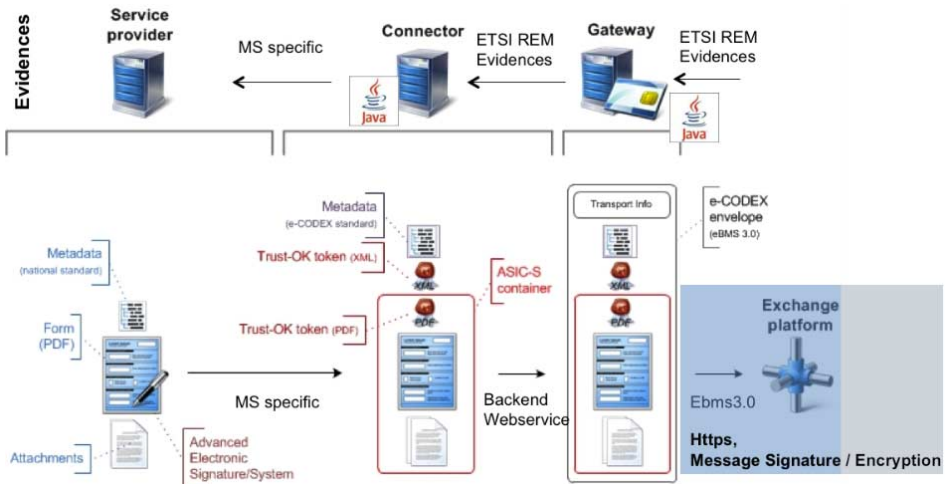 Evidences
Service
provider
MS specific
Connector
ETSI REM
Evidences
Gateway
ETSI REM
Evidences
Java
Java
Metadata
(national standard)
Form
(PDF)
Attachments
Advanced
Electronic
Signature/System
MS specific
Metadata
(e-CODEX standard)
Trust-OK token (XML)
XML
Trust-OK token (PDF)
PDF
ASIC-S
container
Backend
Webservice
Transport Info
XML
PDF
e-CODEX
envelope
(eBMS 3.0)
Exchange
platform
Ebms3.0
Https,
Message Signature / Encryption